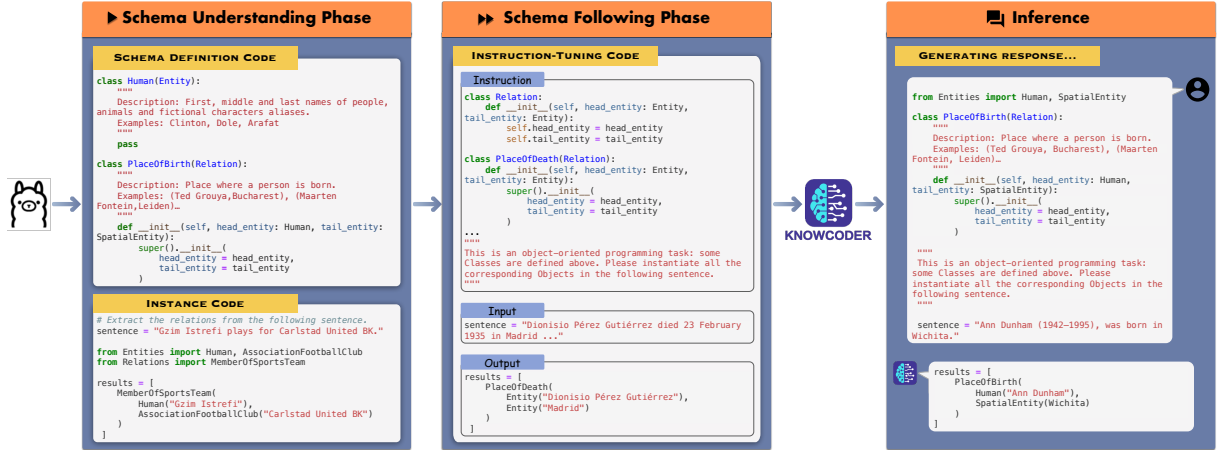 Schema Understanding Phase
SCHEMA DEFINITION CODE
class Human(Entity):
"""
Description: First, middle and last names of people,
animals and fictional characters aliases.
Examples: Clinton, Dole, Arafat
"""
pass
class PlaceOfBirth(Relation):
"""
Description: Place where a person is born.
Examples: (Ted Grouya,Bucharest), (Maarten
Fontein,Leiden)…
"""
def __init__(self, head_entity: Human, tail_entity:
SpatialEntity):
super().__init__(
head_entity = head_entity,
tail_entity = tail_entity
)
INSTANCE CODE
# Extract the relations from the following sentence.
sentence = "Gzim Istrefi plays for Carlstad United BK."
from Entities import Human, AssociationFootballClub
from Relations import MemberOfSportsTeam
results = [
MemberOfSportsTeam(
Human("Gzim Istrefi"),
AssociationFootballClub("Carlstad United BK")
)
]
Schema Following Phase
INSTRUCTION-TUNING CODE
Instruction
class Relation:
def __init__(self, head_entity: Entity,
tail_entity: Entity):
self.head_entity = head_entity
self.tail_entity = tail_entity
class PlaceOfDeath(Relation):
def __init__(self, head_entity: Entity,
tail_entity: Entity):
super().__init__(
head_entity = head_entity,
tail_entity = tail_entity
)
...
"""
This is an object-oriented programming task: some
Classes are defined above. Please instantiate all the
corresponding Objects in the following sentence.
"""
Input
sentence = "Dionisio Pérez Gutiérrez died 23 February
1935 in Madrid ..."
Output
results = [
PlaceOfDeath(
Entity("Dionisio Pérez Gutiérrez"),
Entity("Madrid")
)
]
KNOWCODER
Inference
GENERATING RESPONSE...
from Entities import Human, SpatialEntity
class PlaceOfBirth(Relation):
"""
Description: Place where a person is born.
Examples: (Ted Grouya, Bucharest), (Maarten
Fontein, Leiden)…
"""
def __init__(self, head_entity: Human,
tail_entity: SpatialEntity):
super().__init__(
head_entity = head_entity,
tail_entity = tail_entity
)
"""
This is an object-oriented programming task:
some Classes are defined above. Please
instantiate all the corresponding Objects in the
following sentence.
"""
sentence = "Ann Dunham (1942–1995), was born in
Wichita."
results = [
PlaceOfBirth(
Human("Ann Dunham"),
SpatialEntity(Wichita)
)
]